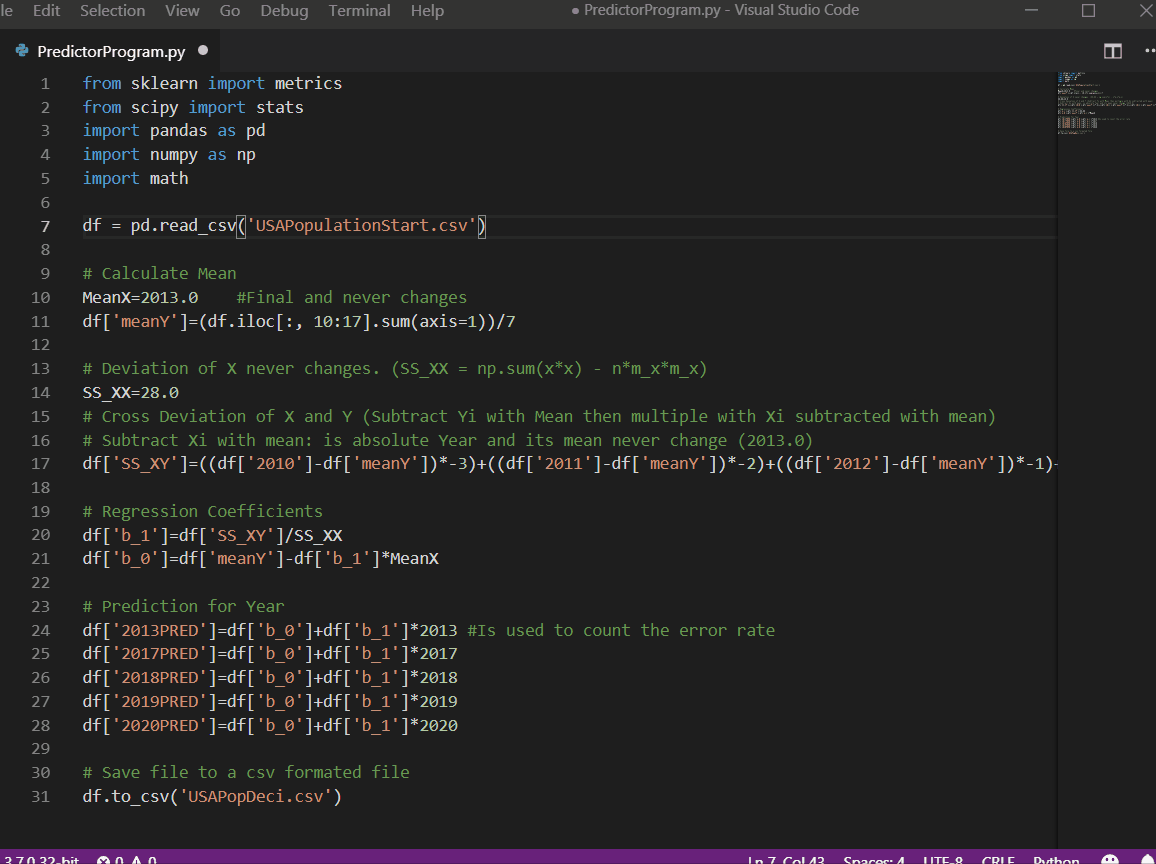 le Edit Selection View Go Debug Terminal Help ● PredictorProgram.py - Visual Studio Code
PredictorProgram.py ●
1 from sklearn import metrics
2 from scipy import stats
3 import pandas as pd
4 import numpy as np
5 import math
6
7 df = pd.read_csv('USAPopulationStart.csv')
8
9 # Calculate Mean
10 MeanX=2013.0    #Final and never changes
11 df['meanY']=(df.iloc[:, 10:17].sum(axis=1))/7
12
13 # Deviation of X never changes. (SS_XX = np.sum(x*x) - n*m_x*m_x)
14 SS_XX=28.0
15 # Cross Deviation of X and Y (Subtract Yi with Mean then multiple with Xi subtracted with mean)
16 # Subtract Xi with mean: is absolute Year and its mean never change (2013.0)
17 df['SS_XY']=((df['2010']-df['meanY'])*-3)+((df['2011']-df['meanY'])*-2)+((df['2012']-df['meanY'])*-1)-
18
19 # Regression Coefficients
20 df['b_1']=df['SS_XY']/SS_XX
21 df['b_0']=df['meanY']-df['b_1']*MeanX
22
23 # Prediction for Year
24 df['2013PRED']=df['b_0']+df['b_1']*2013 #Is used to count the error rate
25 df['2017PRED']=df['b_0']+df['b_1']*2017
26 df['2018PRED']=df['b_0']+df['b_1']*2018
27 df['2019PRED']=df['b_0']+df['b_1']*2019
28 df['2020PRED']=df['b_0']+df['b_1']*2020
29
30 # Save file to a csv formated file
31 df.to_csv('USAPopDeci.csv')
3.7.0 32-bit 0 0 Ln 7, Col 43 Spaces: 4 UTF-8 CRLF Python